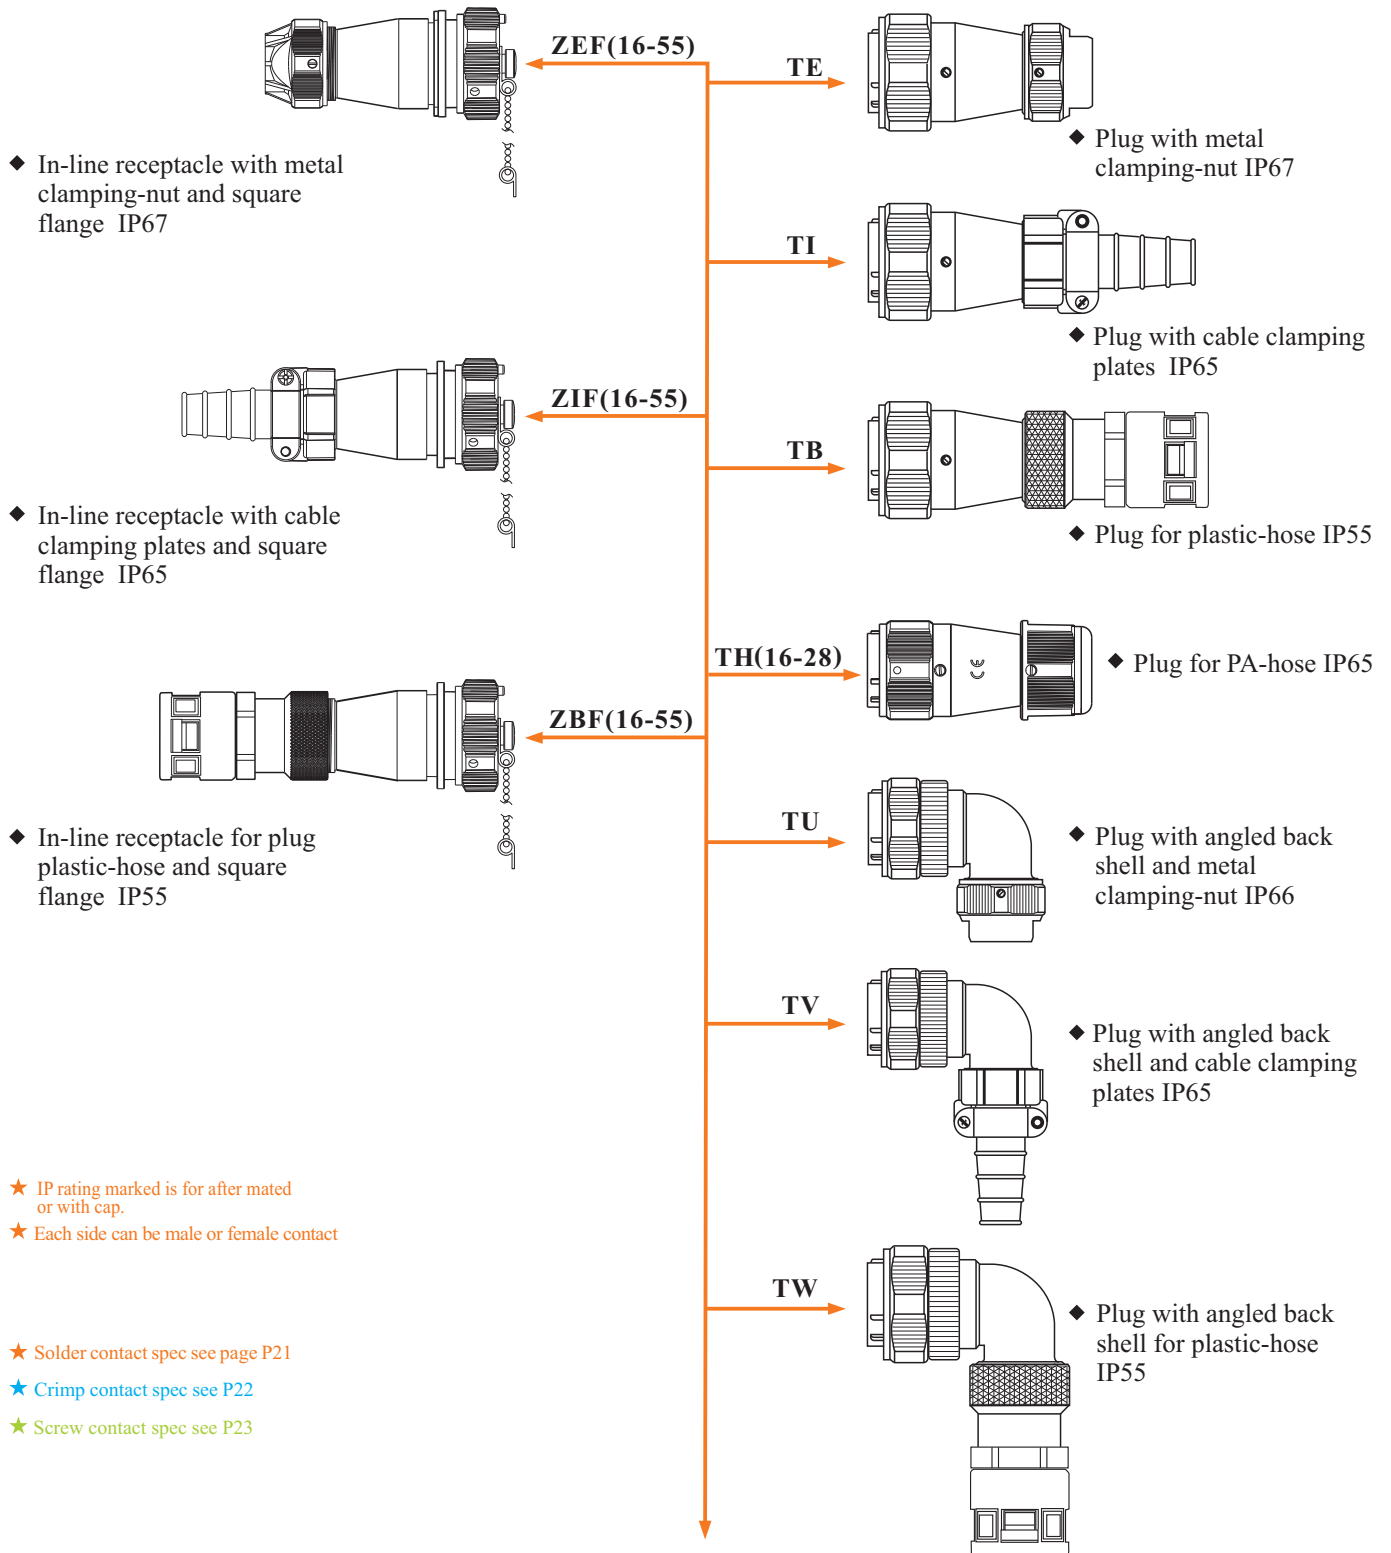 ZEF(16-55)
In-line receptacle with metal
clamping-nut and square
flange IP67
ZIF(16-55)
In-line receptacle with cable
clamping plates and square
flange IP65
ZBF(16-55)
In-line receptacle for plug
plastic-hose and square
flange IP55
TE
Plug with metal
clamping-nut IP67
TI
Plug with cable clamping
plates IP65
TB
Plug for plastic-hose IP55
TH(16-28)
CE
Plug for PA-hose IP65
TU
Plug with angled back
shell and metal
clamping-nut IP66
TV
Plug with angled back
shell and cable clamping
plates IP65
TW
Plug with angled back
shell for plastic-hose
IP55
IP rating marked is for after mated
or with cap.
Each side can be male or female contact
Solder contact spec see page P21
Crimp contact spec see P22
Screw contact spec see P23